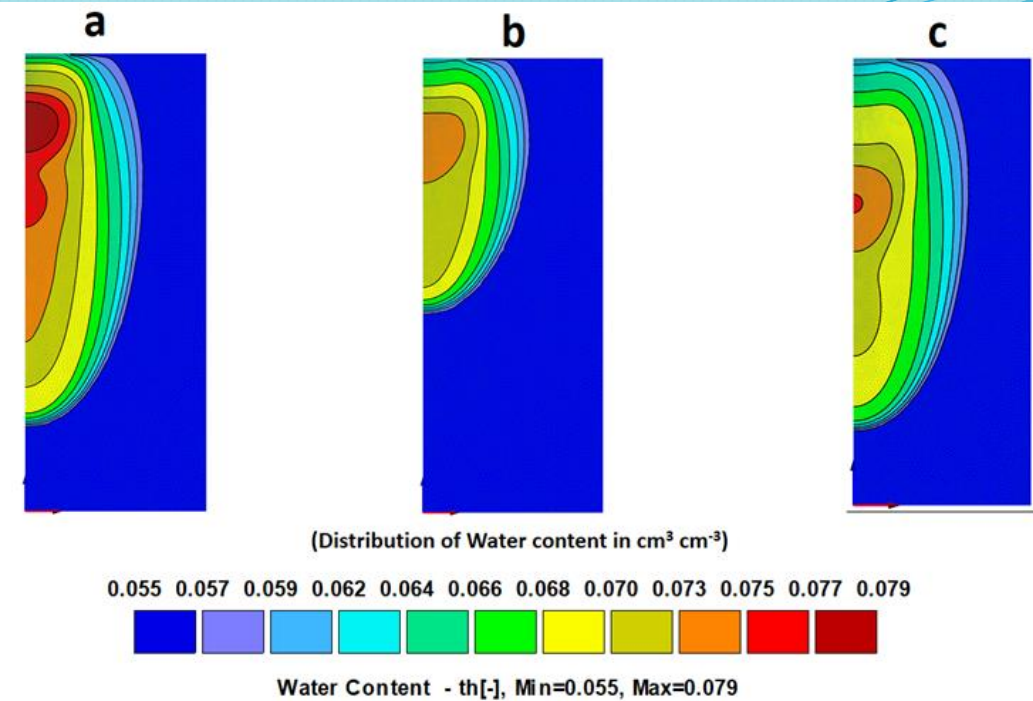 a b c
(Distribution of Water content in cm³ cm⁻³)
0.055 0.057 0.059 0.062 0.064 0.066 0.068 0.070 0.073 0.075 0.077 0.079
Water Content - th[-], Min=0.055, Max=0.079